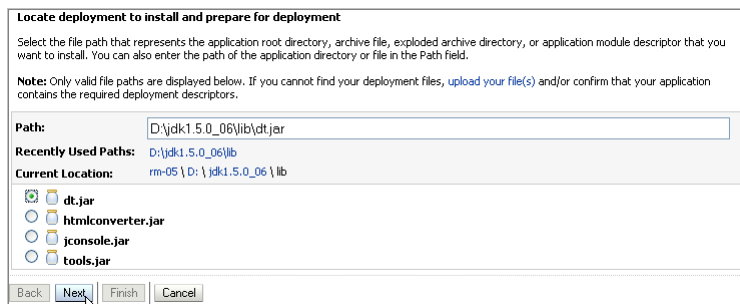 Locate deployment to install and prepare for deployment
Select the file path that represents the application root directory, archive file, exploded archive directory, or application module descriptor that you
want to install. You can also enter the path of the application directory or file in the Path field.
Note: Only valid file paths are displayed below. If you cannot find your deployment files, upload your file(s) and/or confirm that your application
contains the required deployment descriptors.
Path: D:\jdk1.5.0_06\lib\dt.jar
Recently Used Paths: D:\jdk1.5.0_06\lib
Current Location: rm-05 \ D: \ jdk1.5.0_06 \ lib
dt.jar
htmlconverter.jar
jconsole.jar
tools.jar
Back Next Finish Cancel